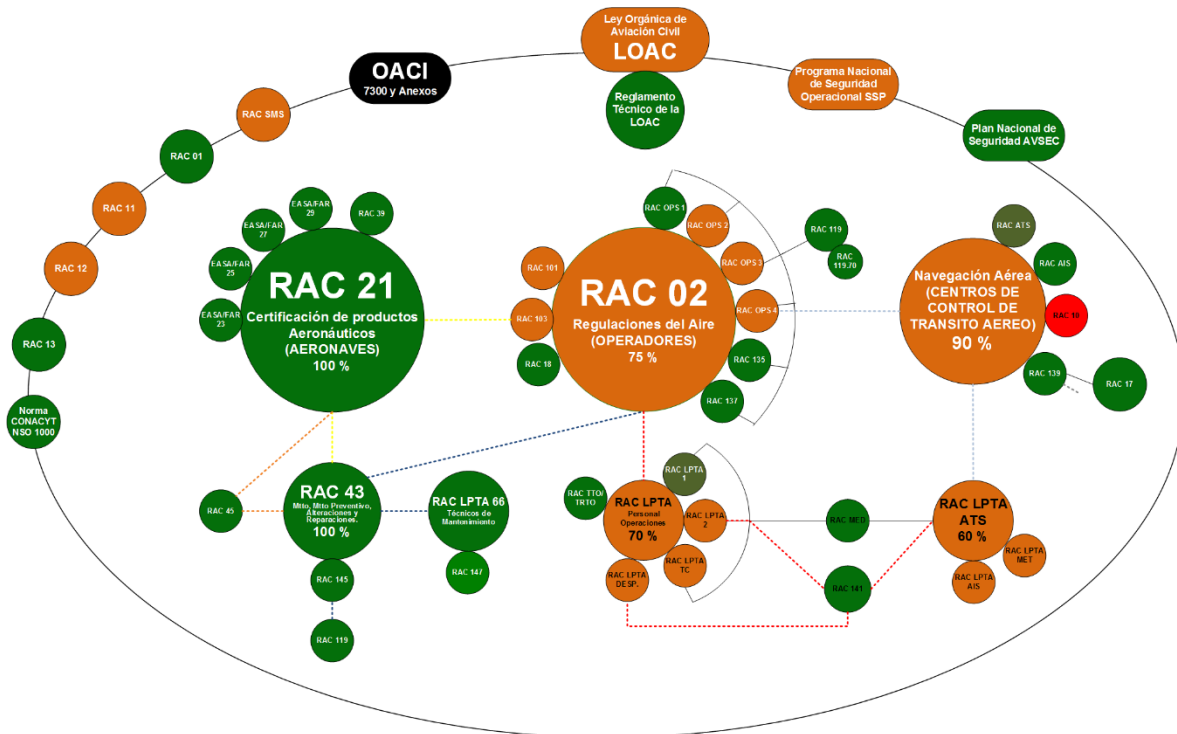 Ley Orgánica de
Aviación Civil
LOAC
OACI
7300 y Anexos
Reglamento
Técnico de la
LOAC
Programa Nacional
de Seguridad
Operacional SSP
Plan Nacional de
Seguridad AVSEC
RAC SMS
RAC 01
RAC 11
RAC 12
RAC 13
Norma
CONACYT
NSO 1000
EASA/FAR
23
EASA/FAR
25
EASA/FAR
27
EASA/FAR
29
RAC 39
RAC 21
Certificación de productos
Aeronáuticos
(AERONAVES)
100 %
RAC 101
RAC 103
RAC 18
RAC 02
Regulaciones del Aire
(OPERADORES)
75 %
RAC OPS 1
RAC OPS 2
RAC OPS 3
RAC OPS 4
RAC 135
RAC 137
RAC 119
RAC
119.70
Navegación Aérea
(CENTROS DE
CONTROL DE
TRANSITO AEREO)
90 %
RAC ATS
RAC AIS
RAC 10
RAC 139
RAC 17
RAC 45
RAC 43
Mtto, Mtto Preventivo,
Alteraciones y
Reparaciones.
100 %
RAC LPTA 66
Técnicos de
Mantenimiento
RAC 147
RAC 145
RAC 119
RAC TTO/
TRTO
RAC LPTA
Personal
Operaciones
70 %
RAC LPTA
1
RAC LPTA
2
RAC LPTA
TC
RAC LPTA
DESP.
RAC MED
RAC 141
RAC LPTA
ATS
60 %
RAC LPTA
MET
RAC LPTA
AIS